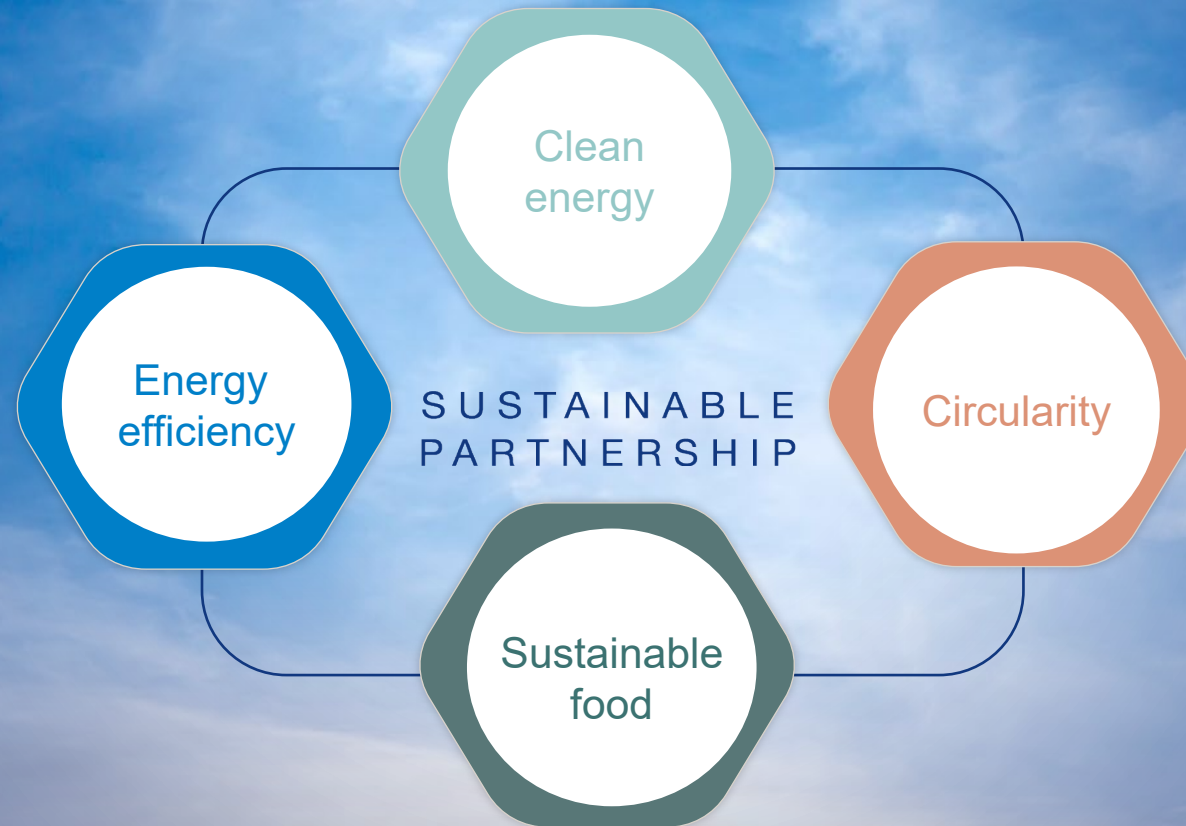 Clean
energy
Energy
efficiency
SUSTAINABLE
PARTNERSHIP
Circularity
Sustainable
food